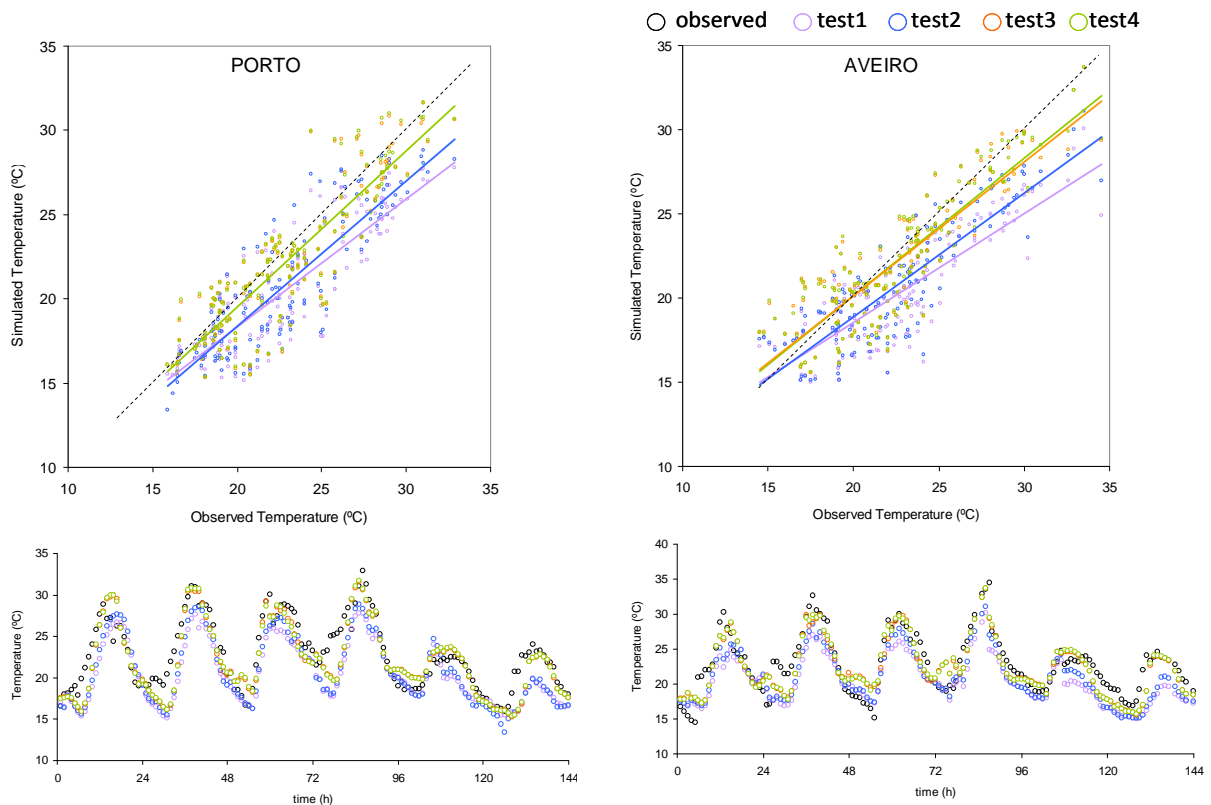 observed test1 test2 test3 test4
PORTO
35
30
25
20
15
10
10 15 20 25 30 35
Simulated Temperature (ºC)
Observed Temperature (ºC)
AVEIRO
35
30
25
20
15
10
10 15 20 25 30 35
Simulated Temperature (ºC)
Observed Temperature (ºC)
35
30
25
20
15
10
0 24 48 72 96 120 144
Temperature (ºC)
time (h)
40
35
30
25
20
15
10
0 24 48 72 96 120 144
Temperature (ºC)
time (h)